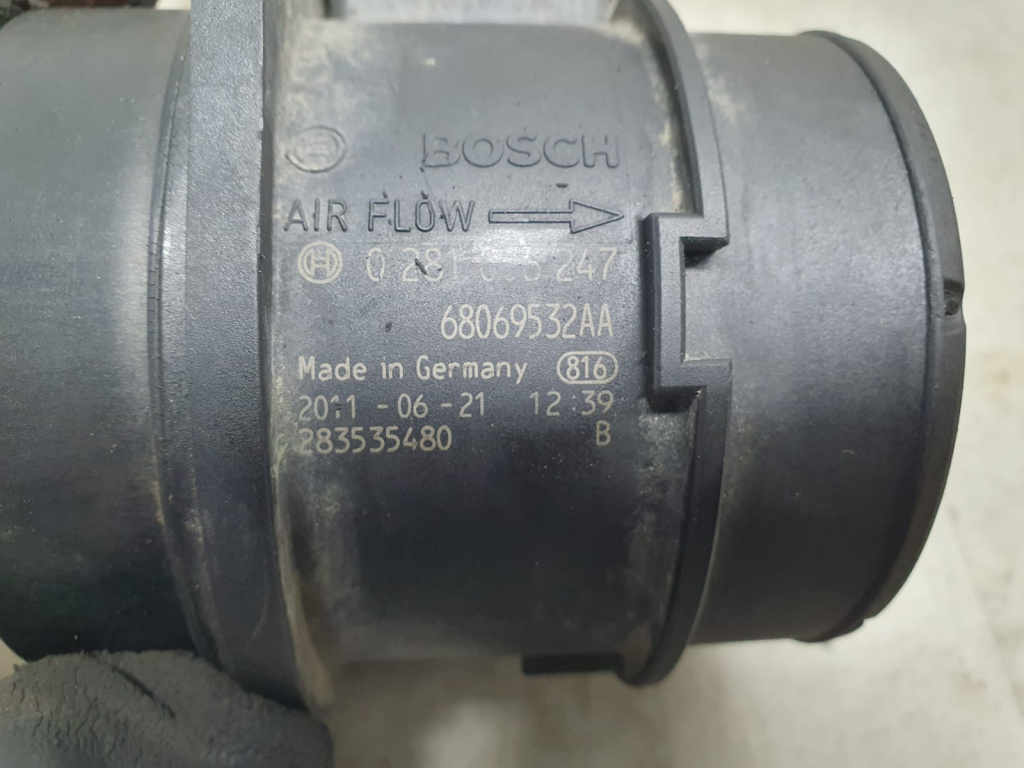 BOSCH
AIR FLOW
0 281 247
68069532AA
Made in Germany 816
2011-06-21 12:39
283535480 B